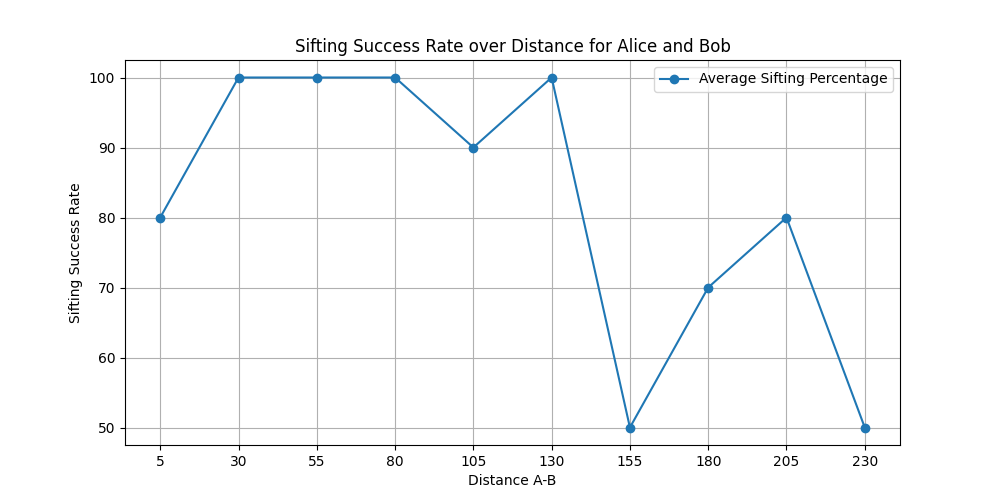 Sifting Success Rate over Distance for Alice and Bob
Average Sifting Percentage
Sifting Success Rate
100
90
80
70
60
50
5 30 55 80 105 130 155 180 205 230
Distance A-B